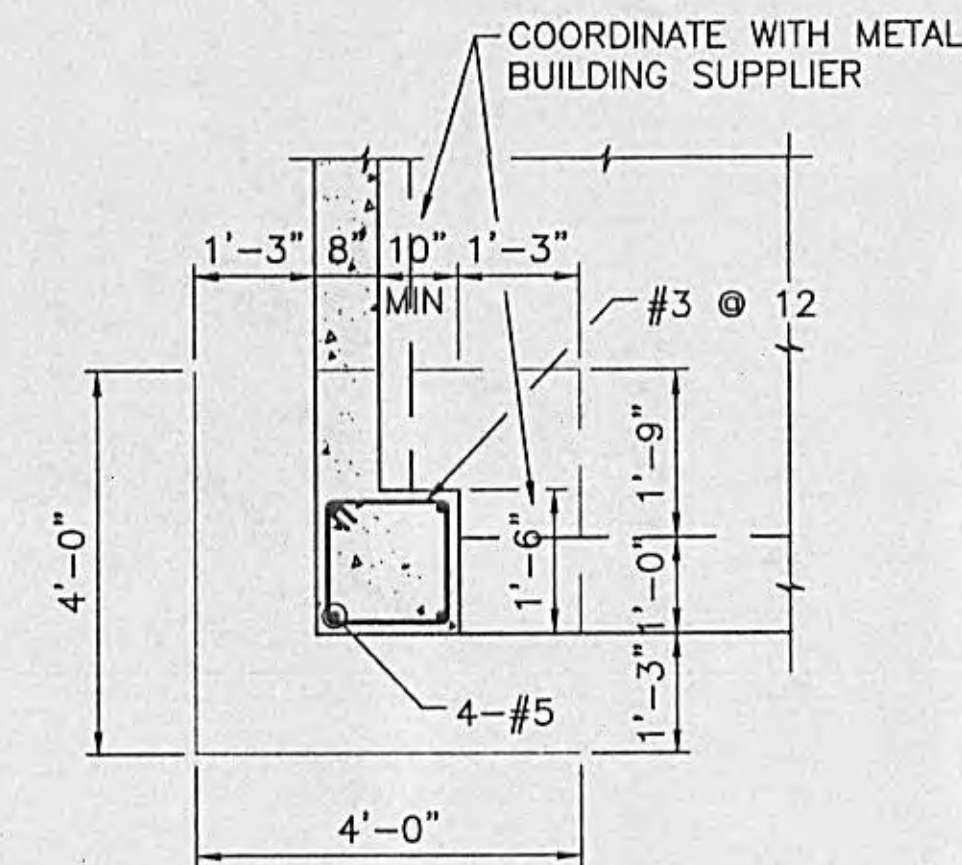 COORDINATE WITH METAL
BUILDING SUPPLIER
1'-3" 8" 10" 1'-3"
MIN
#3 @ 12
1'-9"
4'-0"
1'-6"
1'-0"
1'-3"
4-#5
4'-0"